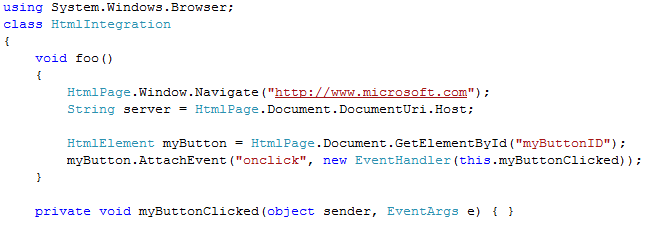 using System.Windows.Browser;
class HtmlIntegration
{
    void foo()
    {
        HtmlPage.Window.Navigate("http://www.microsoft.com");
        String server = HtmlPage.Document.DocumentUri.Host;

        HtmlElement myButton = HtmlPage.Document.GetElementById("myButtonID");
        myButton.AttachEvent("onclick", new EventHandler(this.myButtonClicked));
    }

    private void myButtonClicked(object sender, EventArgs e) { }